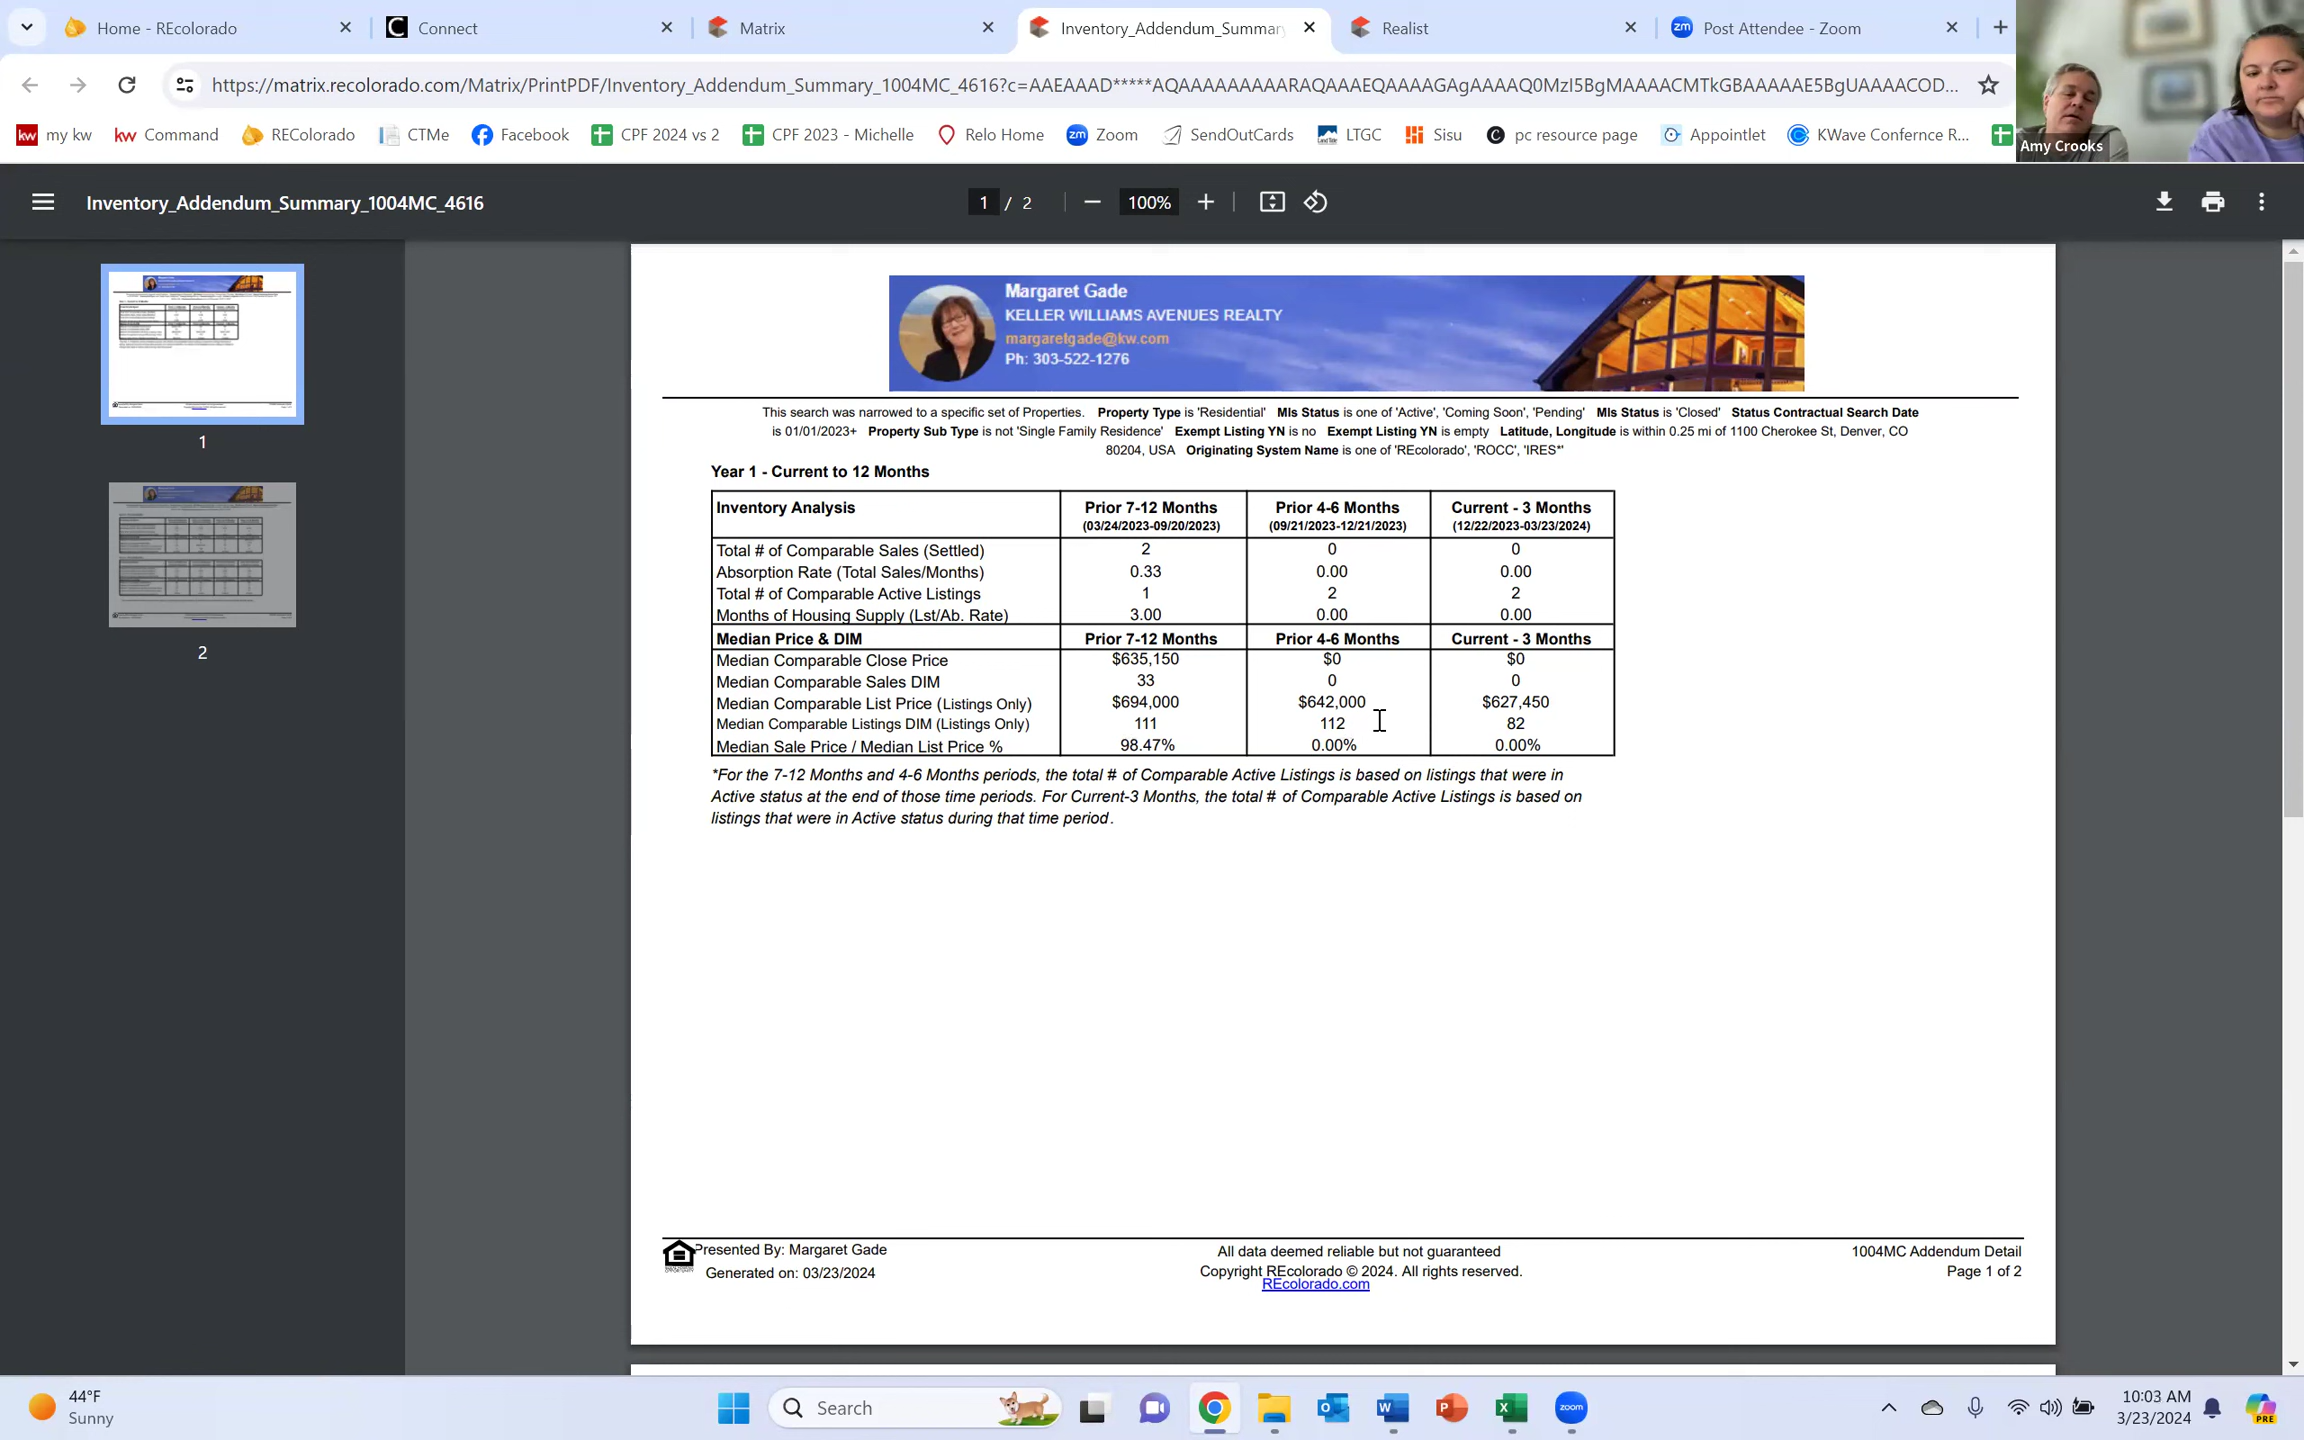 Home - REcolorado
Connect
Matrix
Inventory_Addendum_Summar
Realist
Post Attendee - Zoom
https://matrix.recolorado.com/Matrix/PrintPDF/Inventory_Addendum_Summary_1004MC_4616?c=AAEAAAD*****AQAAAAAAAAARAQAAAEQAAAAGAgAAAAQ0MzI5BgMAAAACMTkGBAAAAAE5BgUAAAACOD...
my kw
Command
REColorado
CTMe
Facebook
CPF 2024 vs 2
CPF 2023 - Michelle
Relo Home
Zoom
SendOutCards
LTGC
Sisu
pc resource page
Appointlet
KWave Confernce R...
Amy Crooks
Inventory_Addendum_Summary_1004MC_4616
1 / 2
100%
1
2
Margaret Gade
KELLER WILLIAMS AVENUES REALTY
margaretgade@kw.com
Ph: 303-522-1276
This search was narrowed to a specific set of Properties. Property Type is 'Residential' Mls Status is one of 'Active', 'Coming Soon', 'Pending' Mls Status is 'Closed' Status Contractual Search Date
is 01/01/2023+ Property Sub Type is not 'Single Family Residence' Exempt Listing YN is no Exempt Listing YN is empty Latitude, Longitude is within 0.25 mi of 1100 Cherokee St, Denver, CO
80204, USA Originating System Name is one of 'REcolorado', 'ROCC', 'IRES*'
Year 1 - Current to 12 Months
Inventory Analysis Prior 7-12 Months Prior 4-6 Months Current - 3 Months
(03/24/2023-09/20/2023) (09/21/2023-12/21/2023) (12/22/2023-03/23/2024)
Total # of Comparable Sales (Settled) 2 0 0
Absorption Rate (Total Sales/Months) 0.33 0.00 0.00
Total # of Comparable Active Listings 1 2 2
Months of Housing Supply (Lst/Ab. Rate) 3.00 0.00 0.00
Median Price & DIM Prior 7-12 Months Prior 4-6 Months Current - 3 Months
Median Comparable Close Price $635,150 $0 $0
Median Comparable Sales DIM 33 0 0
Median Comparable List Price (Listings Only) $694,000 $642,000 $627,450
Median Comparable Listings DIM (Listings Only) 111 112 82
Median Sale Price / Median List Price % 98.47% 0.00% 0.00%
*For the 7-12 Months and 4-6 Months periods, the total # of Comparable Active Listings is based on listings that were in
Active status at the end of those time periods. For Current-3 Months, the total # of Comparable Active Listings is based on
listings that were in Active status during that time period.
Presented By: Margaret Gade
Generated on: 03/23/2024
All data deemed reliable but not guaranteed
Copyright REcolorado © 2024. All rights reserved.
REcolorado.com
1004MC Addendum Detail
Page 1 of 2
44°F
Sunny
Search
zoom
10:03 AM
3/23/2024
PRE